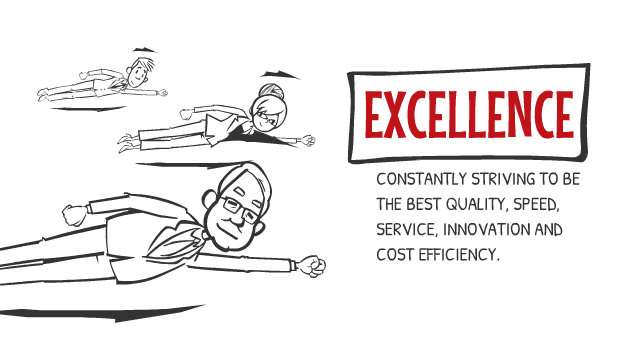 EXCELLENCE
CONSTANTLY STRIVING TO BE
THE BEST QUALITY, SPEED,
SERVICE, INNOVATION AND
COST EFFICIENCY.